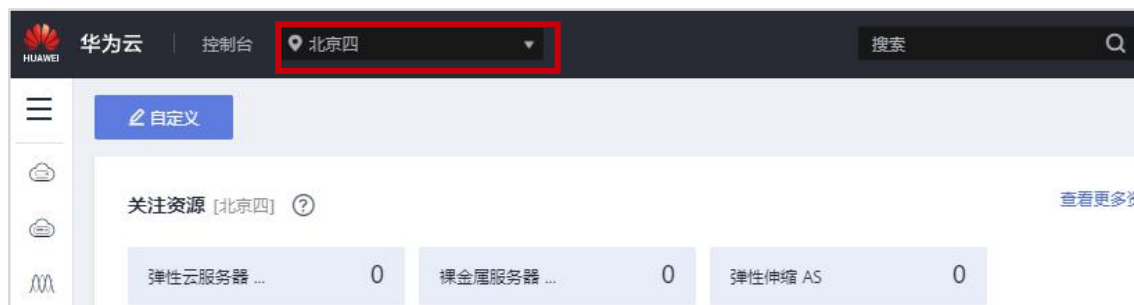 HUAWEI 华为云 控制台 北京四 搜索
自定义
关注资源 [北京四] ? 查看更多
弹性云服务器 ... 0 裸金属服务器 ... 0 弹性伸缩 AS 0